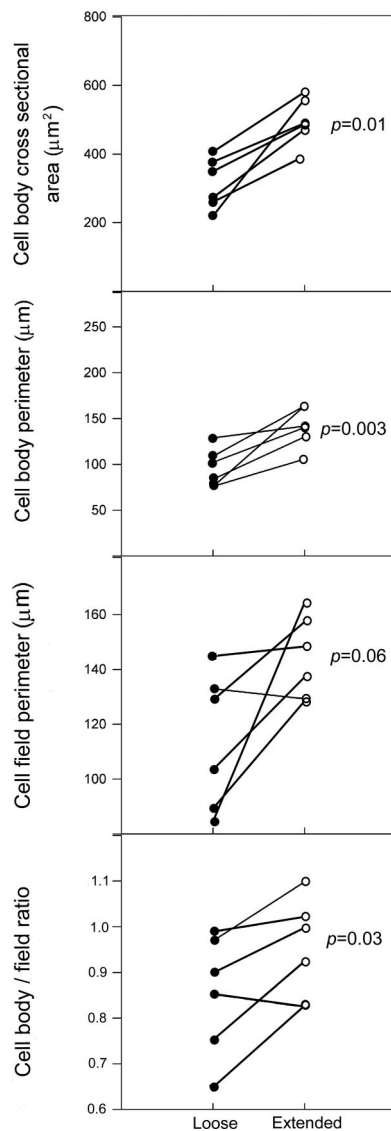 Cell body cross sectional
area (μm²)
800
600
400
200
p=0.01
Cell body perimeter (μm)
250
200
150
100
50
p=0.003
Cell field perimeter (μm)
160
140
120
100
p=0.06
Cell body / field ratio
1.1
1.0
0.9
0.8
0.7
0.6
p=0.03
Loose Extended